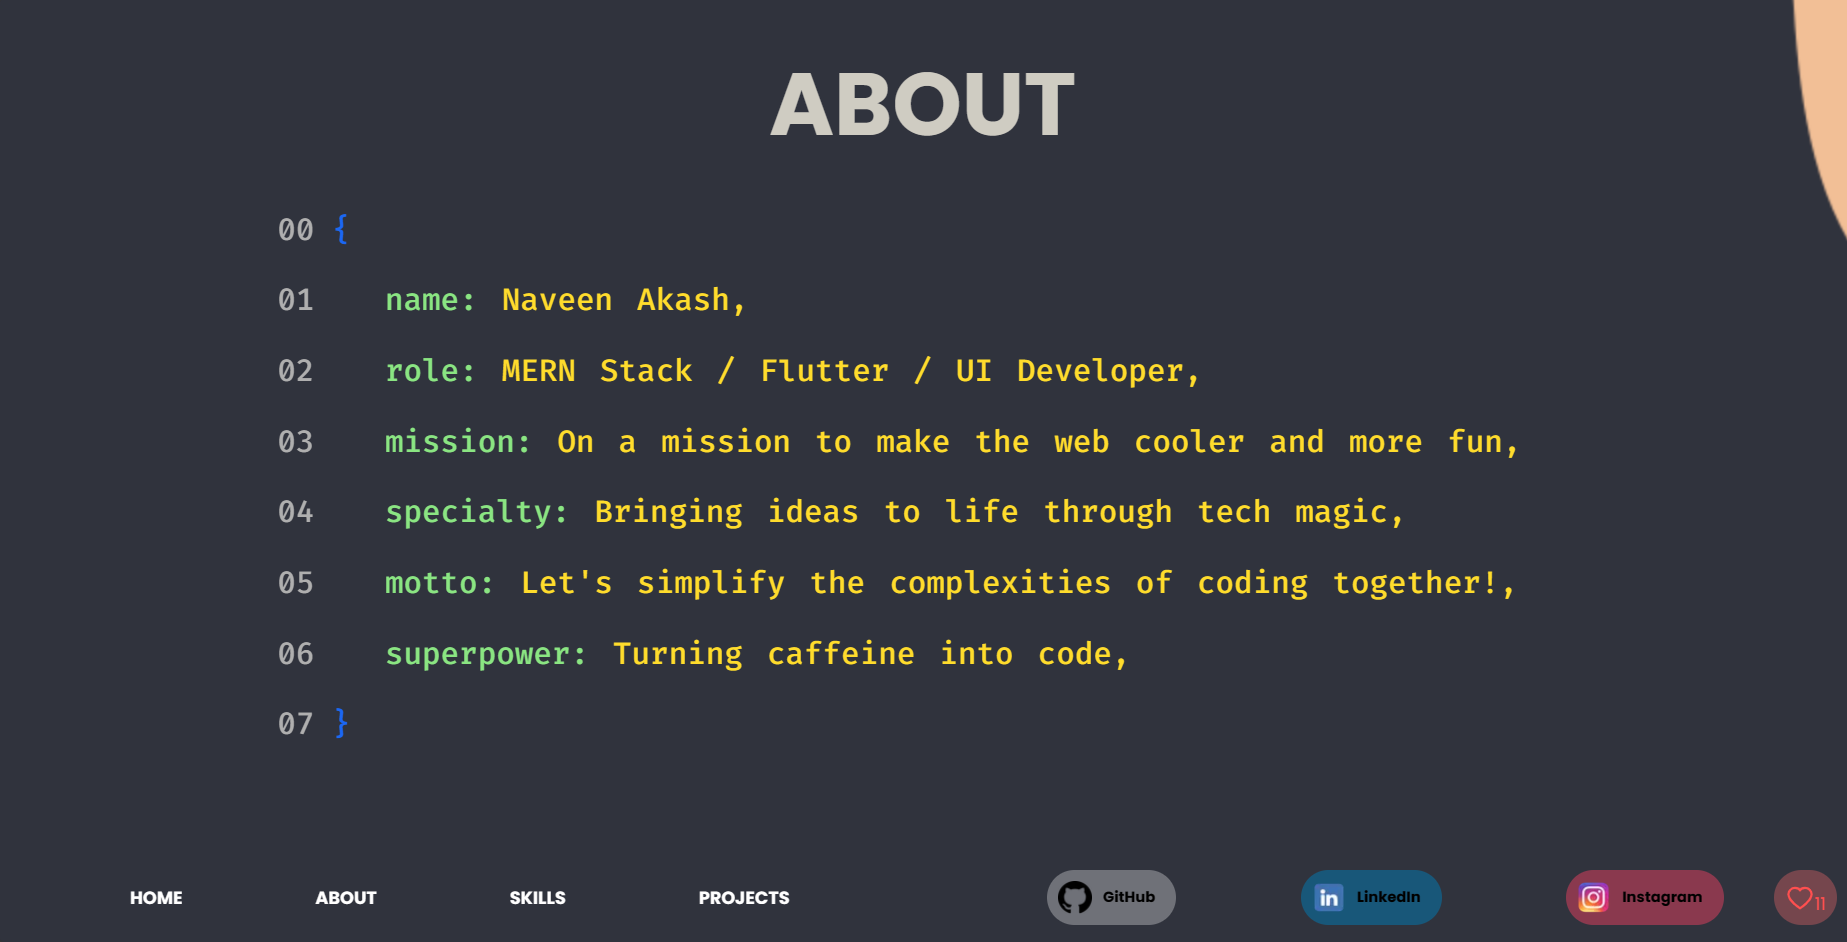 ABOUT
00 {
01 name: Naveen Akash,
02 role: MERN Stack / Flutter / UI Developer,
03 mission: On a mission to make the web cooler and more fun,
04 specialty: Bringing ideas to life through tech magic,
05 motto: Let's simplify the complexities of coding together!,
06 superpower: Turning caffeine into code,
07 }
HOME ABOUT SKILLS PROJECTS GitHub in LinkedIn Instagram 11